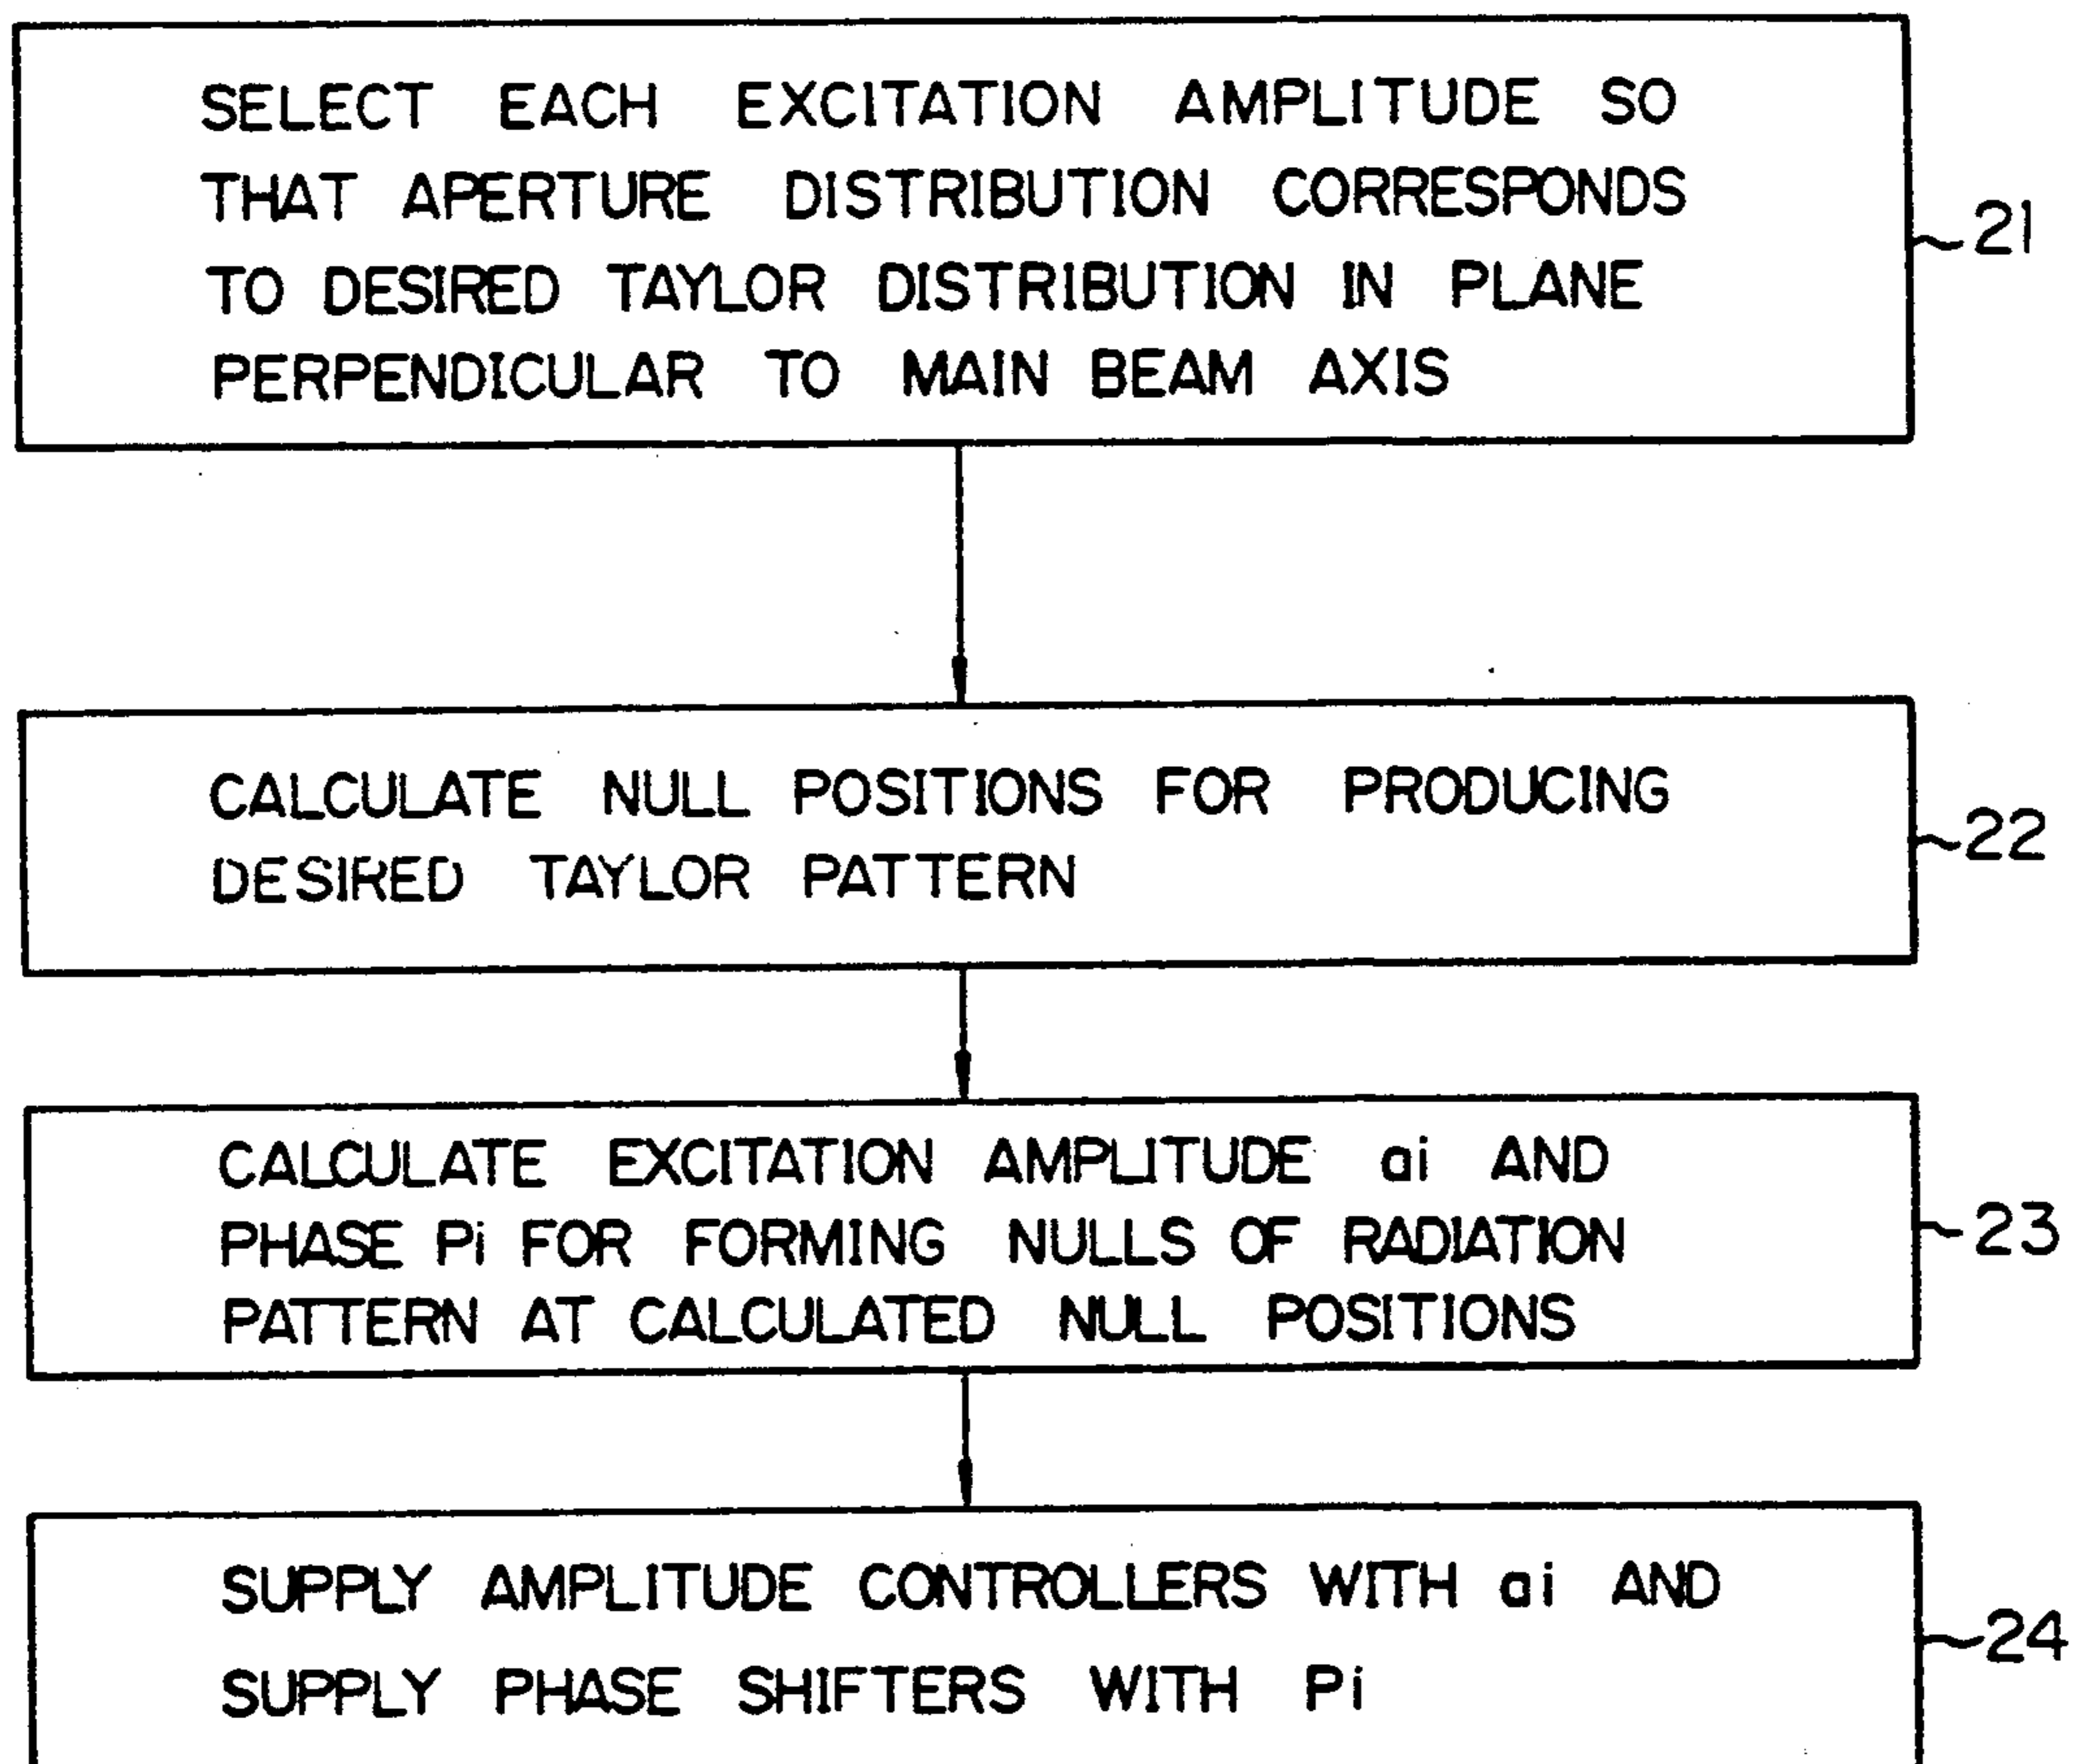 SELECT EACH EXCITATION AMPLITUDE SO
THAT APERTURE DISTRIBUTION CORRESPONDS
TO DESIRED TAYLOR DISTRIBUTION IN PLANE
PERPENDICULAR TO MAIN BEAM AXIS
21
CALCULATE NULL POSITIONS FOR PRODUCING
DESIRED TAYLOR PATTERN
22
CALCULATE EXCITATION AMPLITUDE ai AND
PHASE Pi FOR FORMING NULLS OF RADIATION
PATTERN AT CALCULATED NULL POSITIONS
23
SUPPLY AMPLITUDE CONTROLLERS WITH ai AND
SUPPLY PHASE SHIFTERS WITH Pi
24